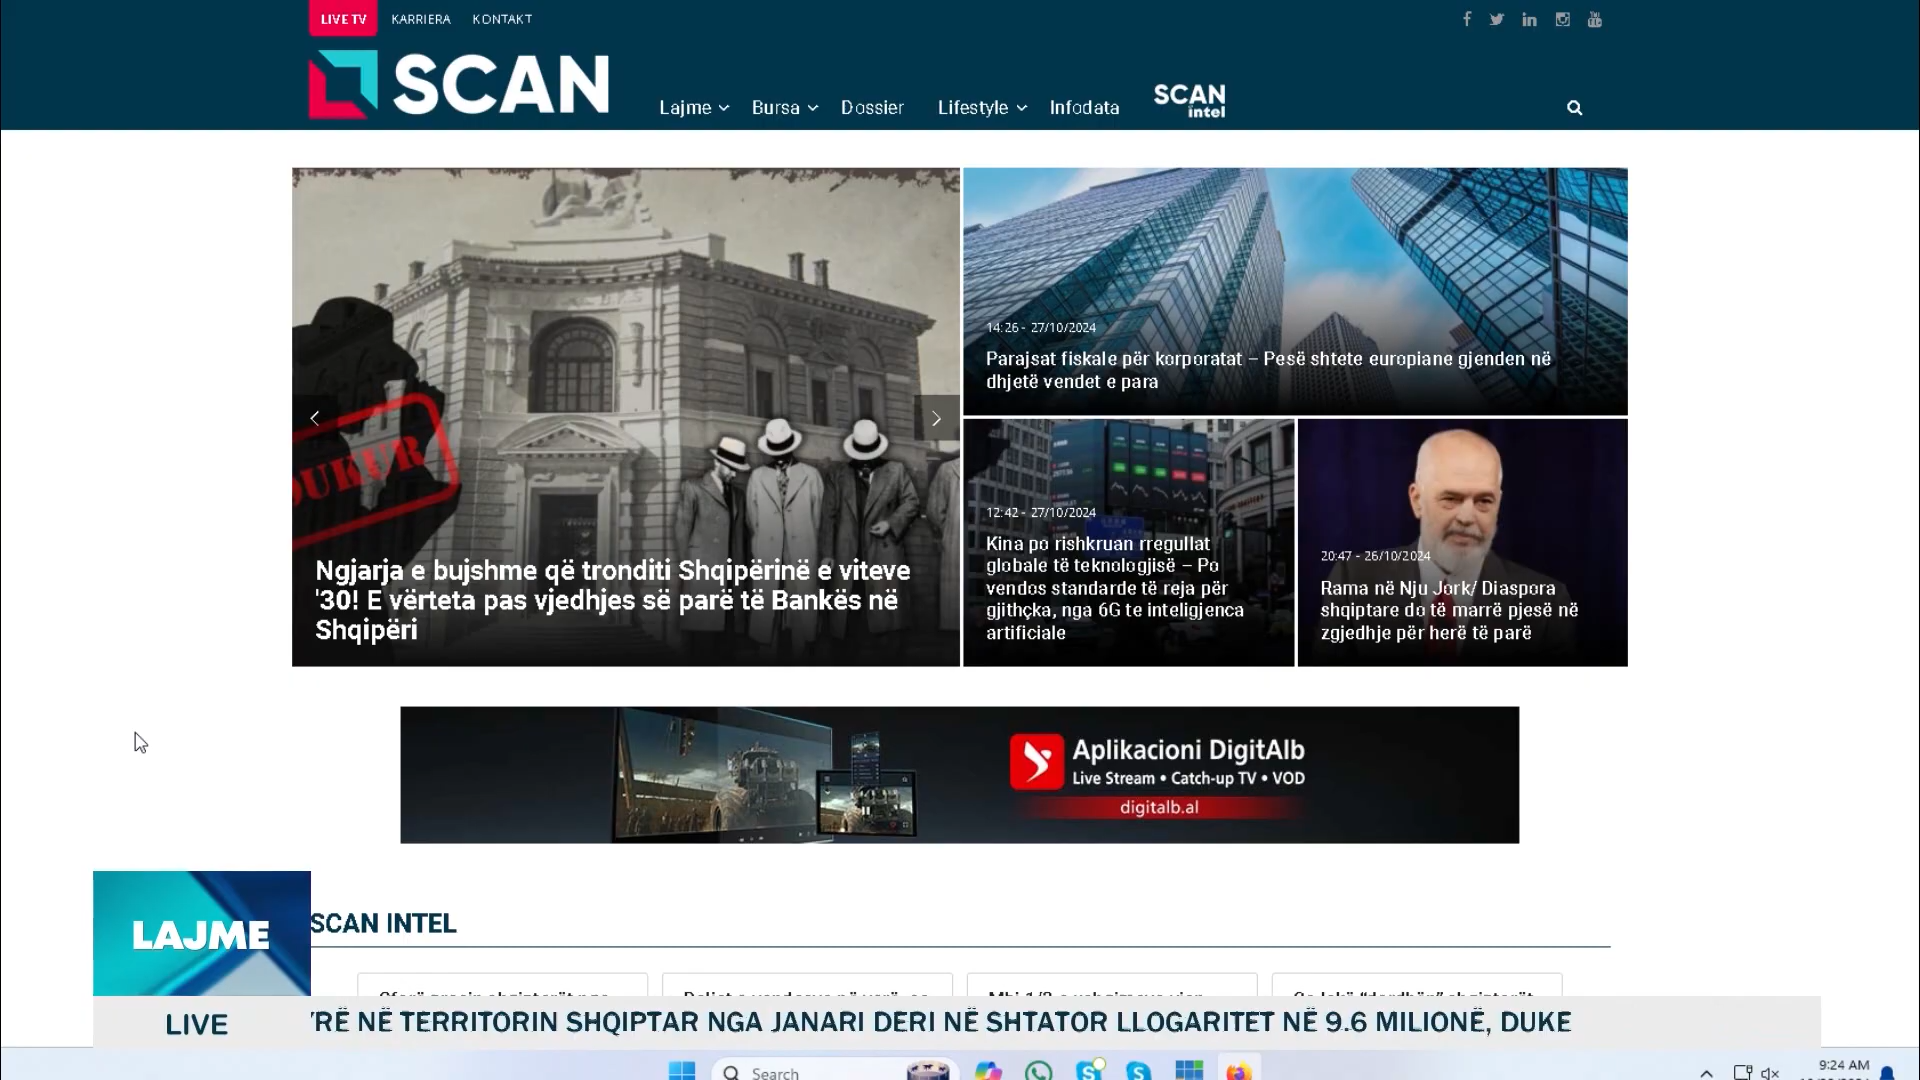 LIVE TV KARRIERA KONTAKT
SCAN
Lajme Bursa Dossier Lifestyle Infodata SCAN intel
Ngjarja e bujshme që tronditi Shqipërinë e viteve
'30! E vërteta pas vjedhjes së parë të Bankës në
Shqipëri
14:26 - 27/10/2024
Parajsat fiskale për korporatat – Pesë shtete europiane gjenden në
dhjetë vendet e para
12:42 - 27/10/2024
Kina po rishkruan rregullat
globale të teknologjisë – Po
vendos standarde të reja për
gjithçka, nga 6G te inteligjenca
artificiale
20:47 - 26/10/2024
Rama në Nju Jork/ Diaspora
shqiptare do të marrë pjesë në
zgjedhje për herë të parë
Aplikacioni DigitAlb
Live Stream • Catch-up TV • VOD
digitalb.al
LAJME
SCAN INTEL
LIVE
YRË NË TERRITORIN SHQIPTAR NGA JANARI DERI NË SHTATOR LLOGARITET NË 9.6 MILIONË, DUKE
Search
9:24 AM